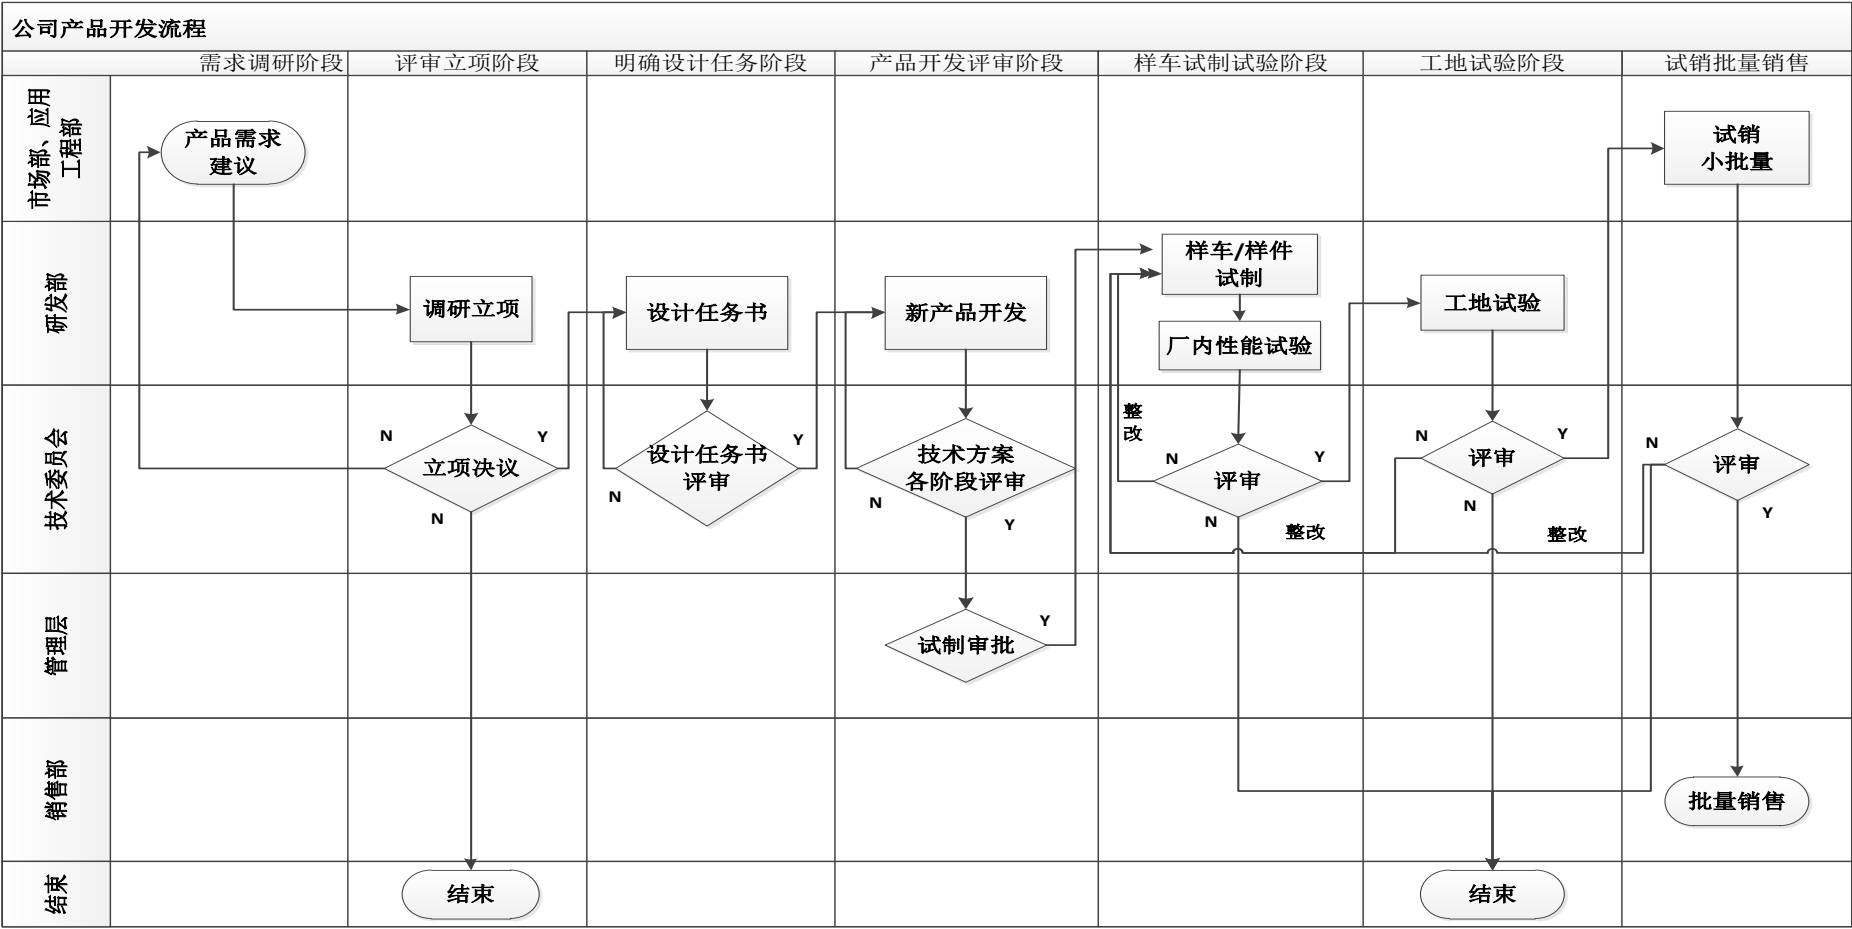 公司产品开发流程
需求调研阶段
评审立项阶段
明确设计任务阶段
产品开发评审阶段
样车试制试验阶段
工地试验阶段
试销批量销售
市场部、应用
工程部
产品需求
建议
试销
小批量
研发部
调研立项
设计任务书
新产品开发
样车/样件
试制
厂内性能试验
工地试验
技术委员会
N
立项决议
Y
N
设计任务书
评审
Y
N
技术方案
各阶段评审
N
Y
整
改
N
评审
Y
N
整改
N
评审
Y
N
整改
N
评审
Y
管理层
试制审批
Y
销售部
批量销售
结束
结束
结束